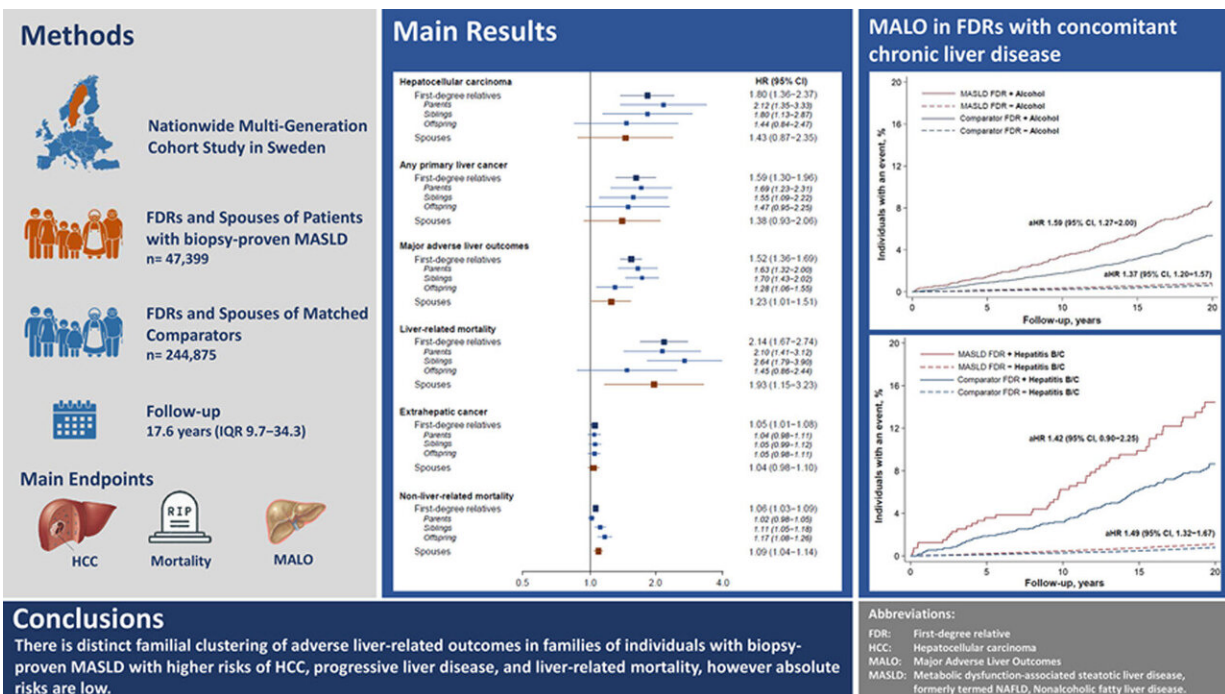 Methods
Nationwide Multi-Generation
Cohort Study in Sweden
FDRs and Spouses of Patients
with biopsy-proven MASLD
n= 47,399
FDRs and Spouses of Matched
Comparators
n= 244,875
Follow-up
17.6 years (IQR 9.7–34.3)
Main Endpoints
RIP
HCC
Mortality
MALO
Main Results
HR (95% CI)
Hepatocellular carcinoma
First-degree relatives 1.80 (1.36−2.37)
Parents 2.12 (1.35−3.33)
Siblings 1.80 (1.13−2.87)
Offspring 1.44 (0.84−2.47)
Spouses 1.43 (0.87−2.35)
Any primary liver cancer
First-degree relatives 1.59 (1.30−1.96)
Parents 1.69 (1.23−2.31)
Siblings 1.55 (1.09−2.22)
Offspring 1.47 (0.95−2.25)
Spouses 1.38 (0.93−2.06)
Major adverse liver outcomes
First-degree relatives 1.52 (1.36−1.69)
Parents 1.63 (1.32−2.00)
Siblings 1.70 (1.43−2.02)
Offspring 1.28 (1.06−1.55)
Spouses 1.23 (1.01−1.51)
Liver-related mortality
First-degree relatives 2.14 (1.67−2.74)
Parents 2.10 (1.41−3.12)
Siblings 2.64 (1.79−3.90)
Offspring 1.45 (0.86−2.44)
Spouses 1.93 (1.15−3.23)
Extrahepatic cancer
First-degree relatives 1.05 (1.01−1.08)
Parents 1.04 (0.98−1.11)
Siblings 1.05 (0.99−1.12)
Offspring 1.05 (0.98−1.11)
Spouses 1.04 (0.98−1.10)
Non-liver-related mortality
First-degree relatives 1.06 (1.03−1.09)
Parents 1.02 (0.98−1.05)
Siblings 1.11 (1.05−1.18)
Offspring 1.17 (1.08−1.26)
Spouses 1.09 (1.04−1.14)
0.5 1.0 2.0 4.0
MALO in FDRs with concomitant
chronic liver disease
Individuals with an event, %
20
16
12
8
4
0
MASLD FDR + Alcohol
MASLD FDR − Alcohol
Comparator FDR + Alcohol
Comparator FDR − Alcohol
aHR 1.59 (95% CI, 1.27−2.00)
aHR 1.37 (95% CI, 1.20−1.57)
0 5 10 15 20
Follow-up, years
Individuals with an event, %
20
16
12
8
4
0
MASLD FDR + Hepatitis B/C
MASLD FDR − Hepatitis B/C
Comparator FDR + Hepatitis B/C
Comparator FDR − Hepatitis B/C
aHR 1.42 (95% CI, 0.90−2.25)
aHR 1.49 (95% CI, 1.32−1.67)
0 5 10 15 20
Follow-up, years
Conclusions
There is distinct familial clustering of adverse liver-related outcomes in families of individuals with biopsy-
proven MASLD with higher risks of HCC, progressive liver disease, and liver-related mortality, however absolute
risks are low.
Abbreviations:
FDR: First-degree relative
HCC: Hepatocellular carcinoma
MALO: Major Adverse Liver Outcomes
MASLD: Metabolic dysfunction-associated steatotic liver disease,
formerly termed NAFLD, Nonalcoholic fatty liver disease.